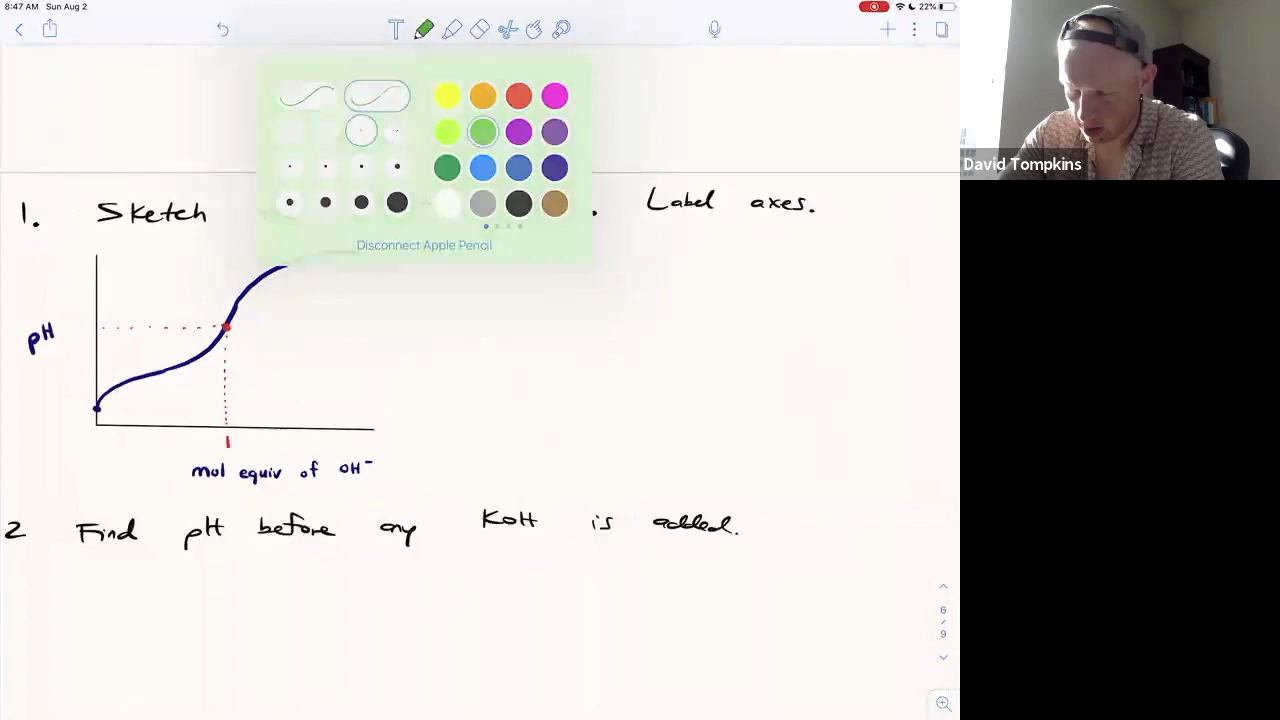 8:47 AM Sun Aug 2
22%
T
David Tompkins
1. Sketch . Label axes.
Disconnect Apple Pencil
pH
1
mol equiv of OH⁻
2 Find pH before any KOH is added.
6
/
9